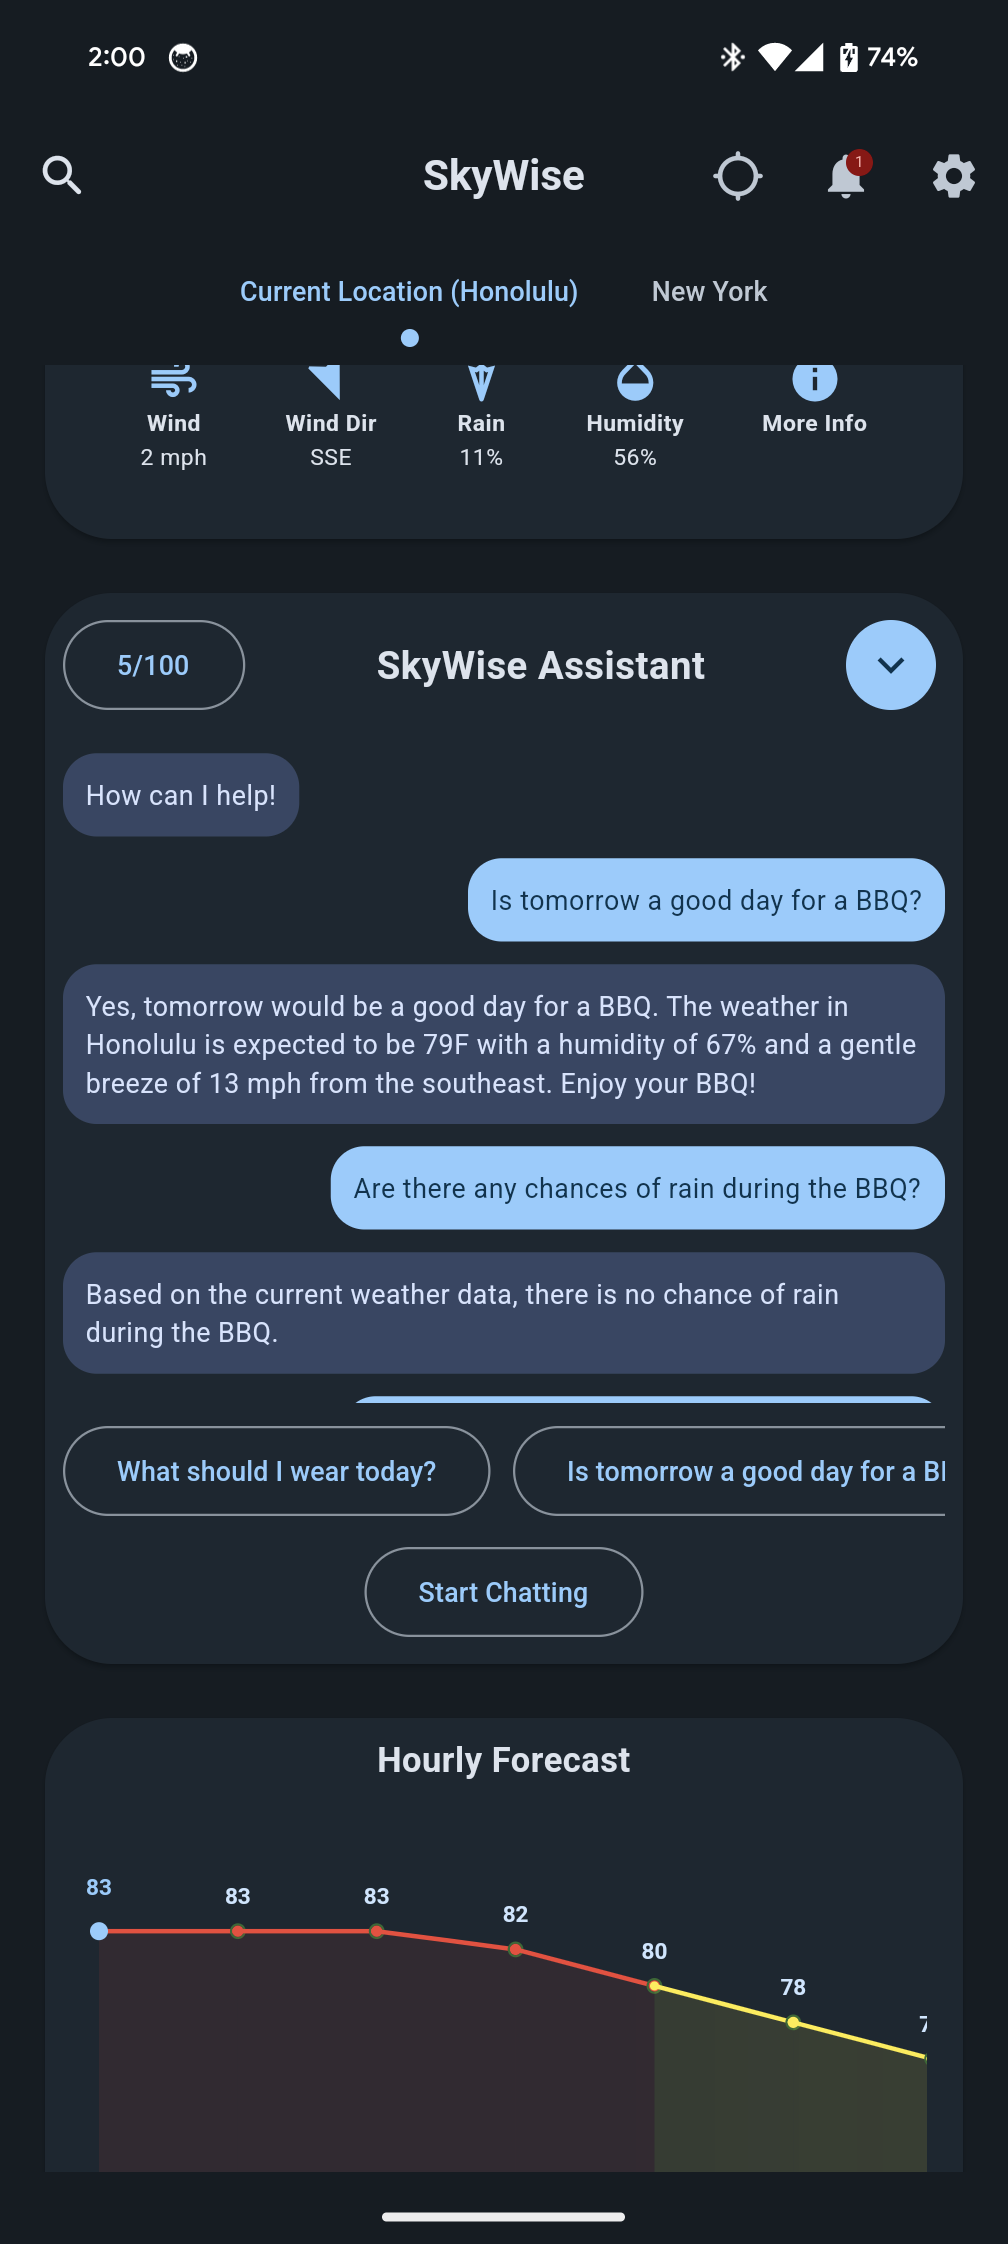 2:00
74%
SkyWise
1
Current Location (Honolulu)
New York
Wind
Wind Dir
Rain
Humidity
More Info
2 mph
SSE
11%
56%
5/100
SkyWise Assistant
How can I help!
Is tomorrow a good day for a BBQ?
Yes, tomorrow would be a good day for a BBQ. The weather in
Honolulu is expected to be 79F with a humidity of 67% and a gentle
breeze of 13 mph from the southeast. Enjoy your BBQ!
Are there any chances of rain during the BBQ?
Based on the current weather data, there is no chance of rain
during the BBQ.
What should I wear today?
Is tomorrow a good day for a
Start Chatting
Hourly Forecast
83
83
83
82
80
78